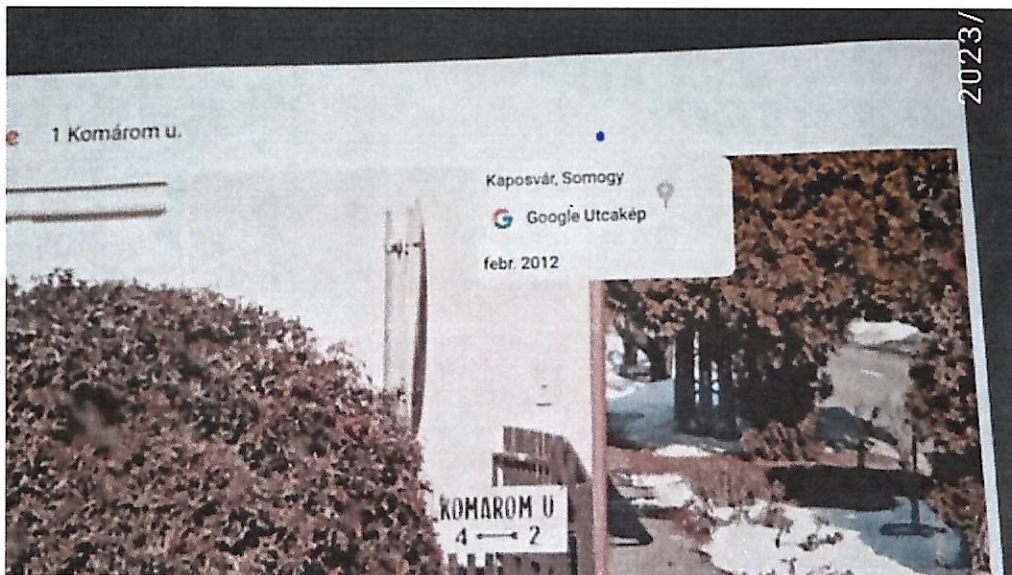 2023/
1 Komárom u.
Kaposvár, Somogy
Google Utcakép
febr. 2012
KOMAROM U
4 ⟷ 2